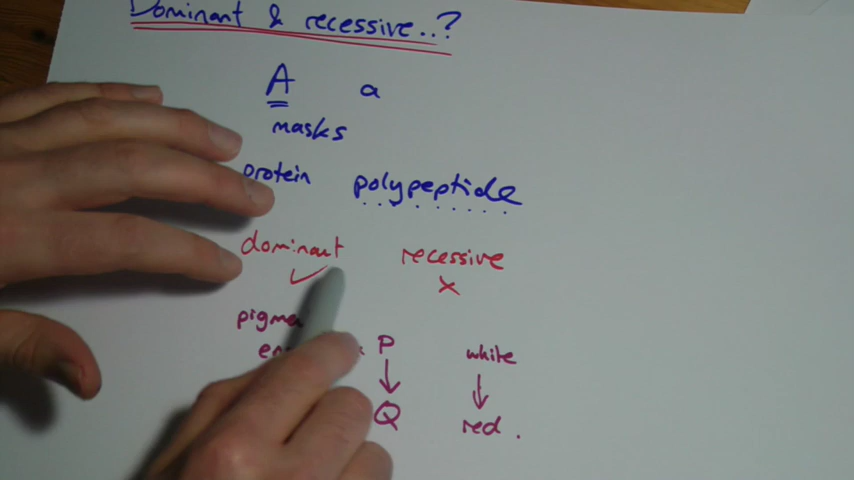 Dominant & recessive..?
A a
masks
protein polypeptide
dominant recessive
✓ x
P white
↓ ↓
Q red.